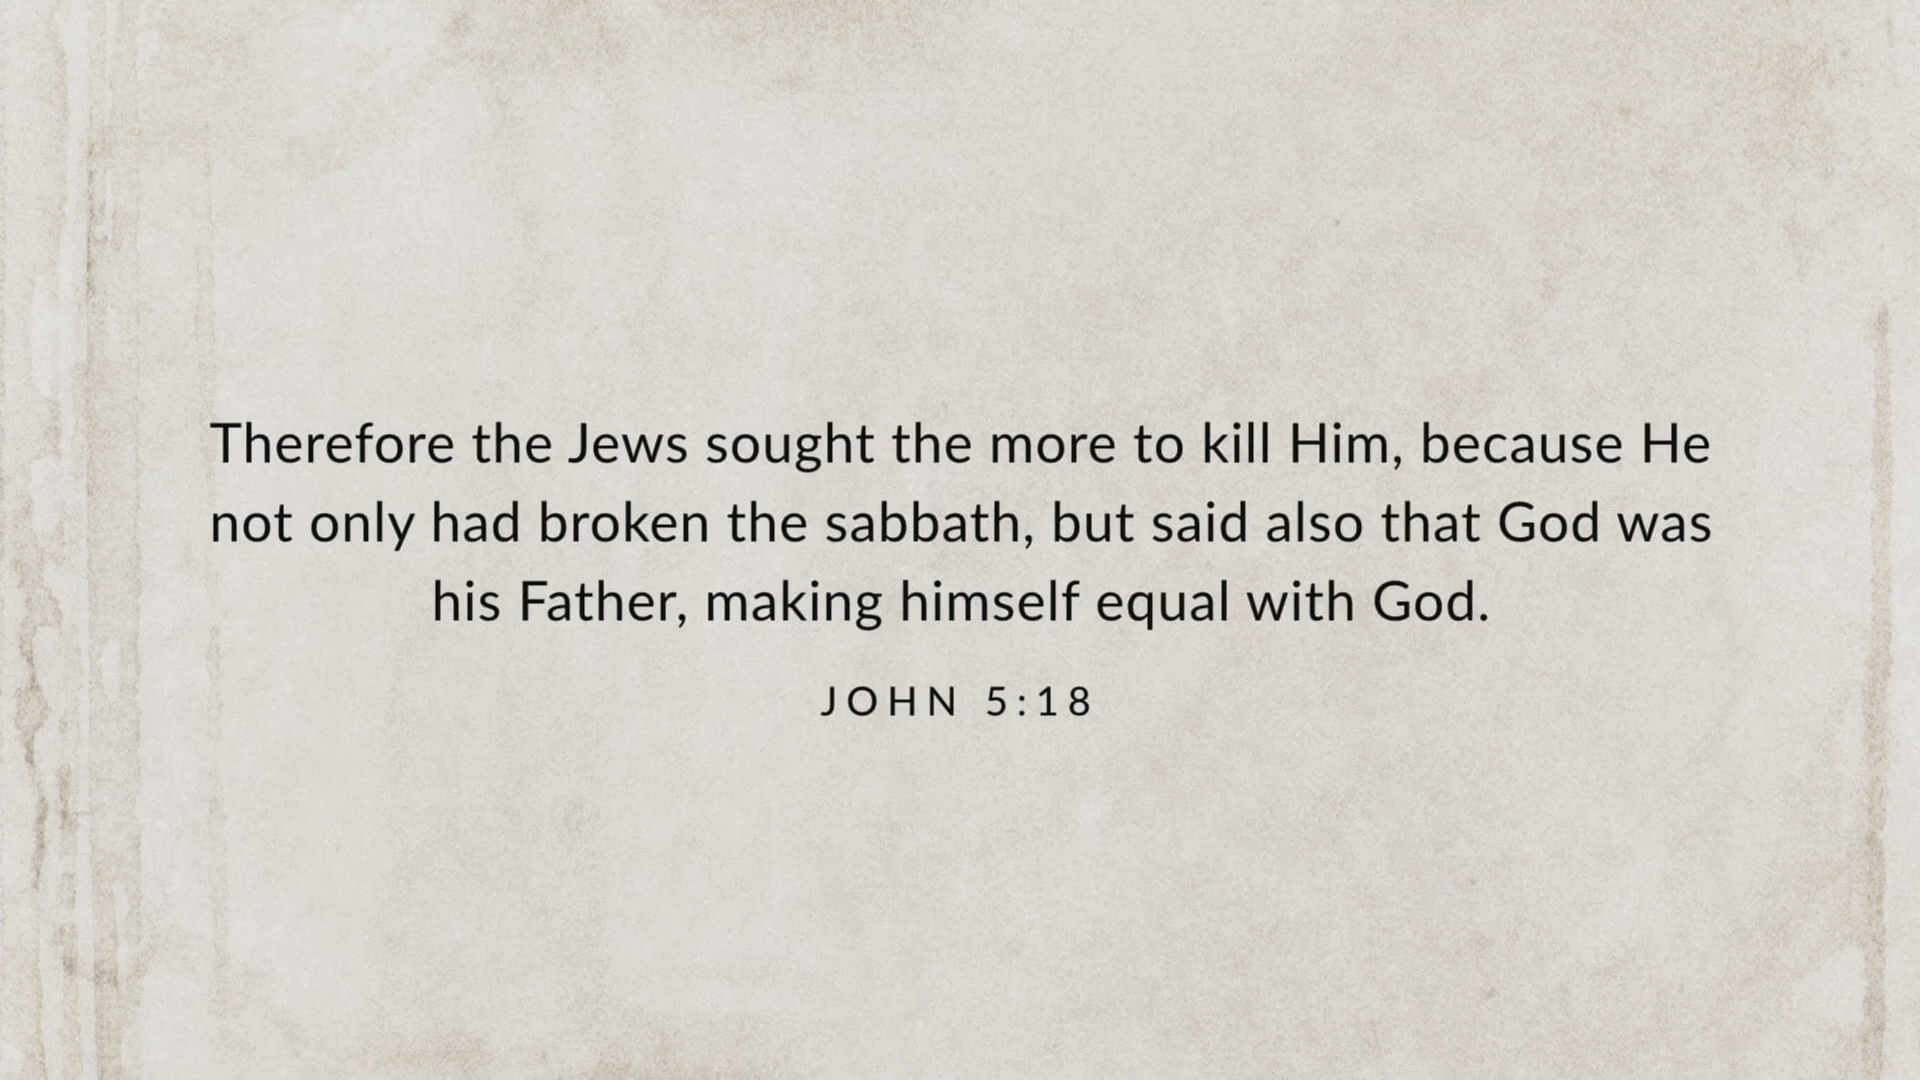 Therefore the Jews sought the more to kill Him, because He
not only had broken the sabbath, but said also that God was
his Father, making himself equal with God.
JOHN 5:18